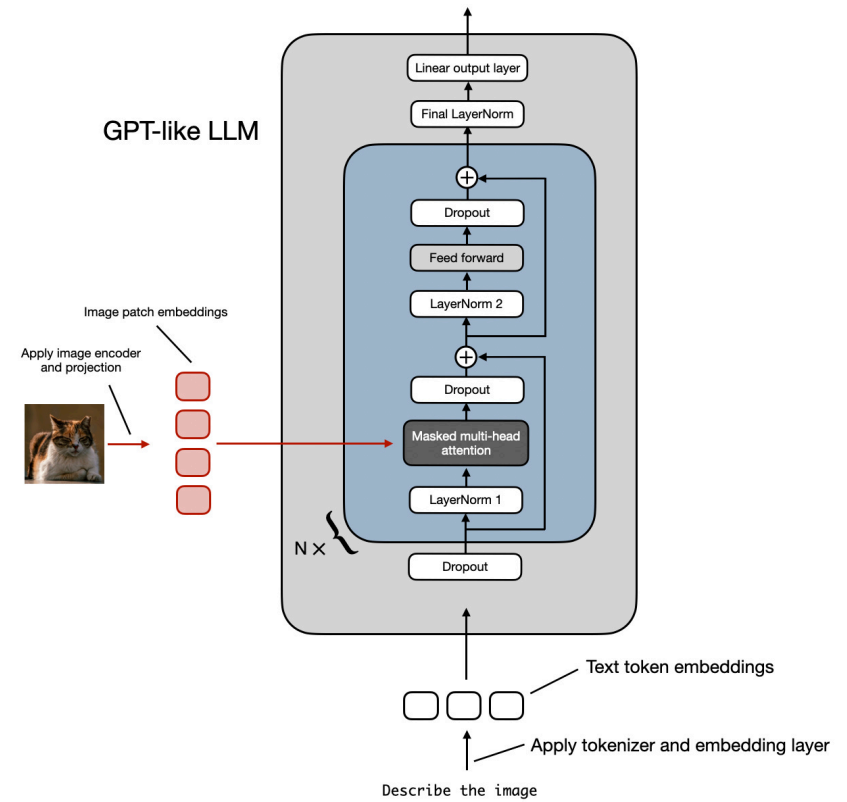 Linear output layer
Final LayerNorm
GPT-like LLM
Dropout
Feed forward
LayerNorm 2
Image patch embeddings
Apply image encoder
and projection
Dropout
Masked multi-head
attention
LayerNorm 1
N ×
Dropout
Text token embeddings
Apply tokenizer and embedding layer
Describe the image